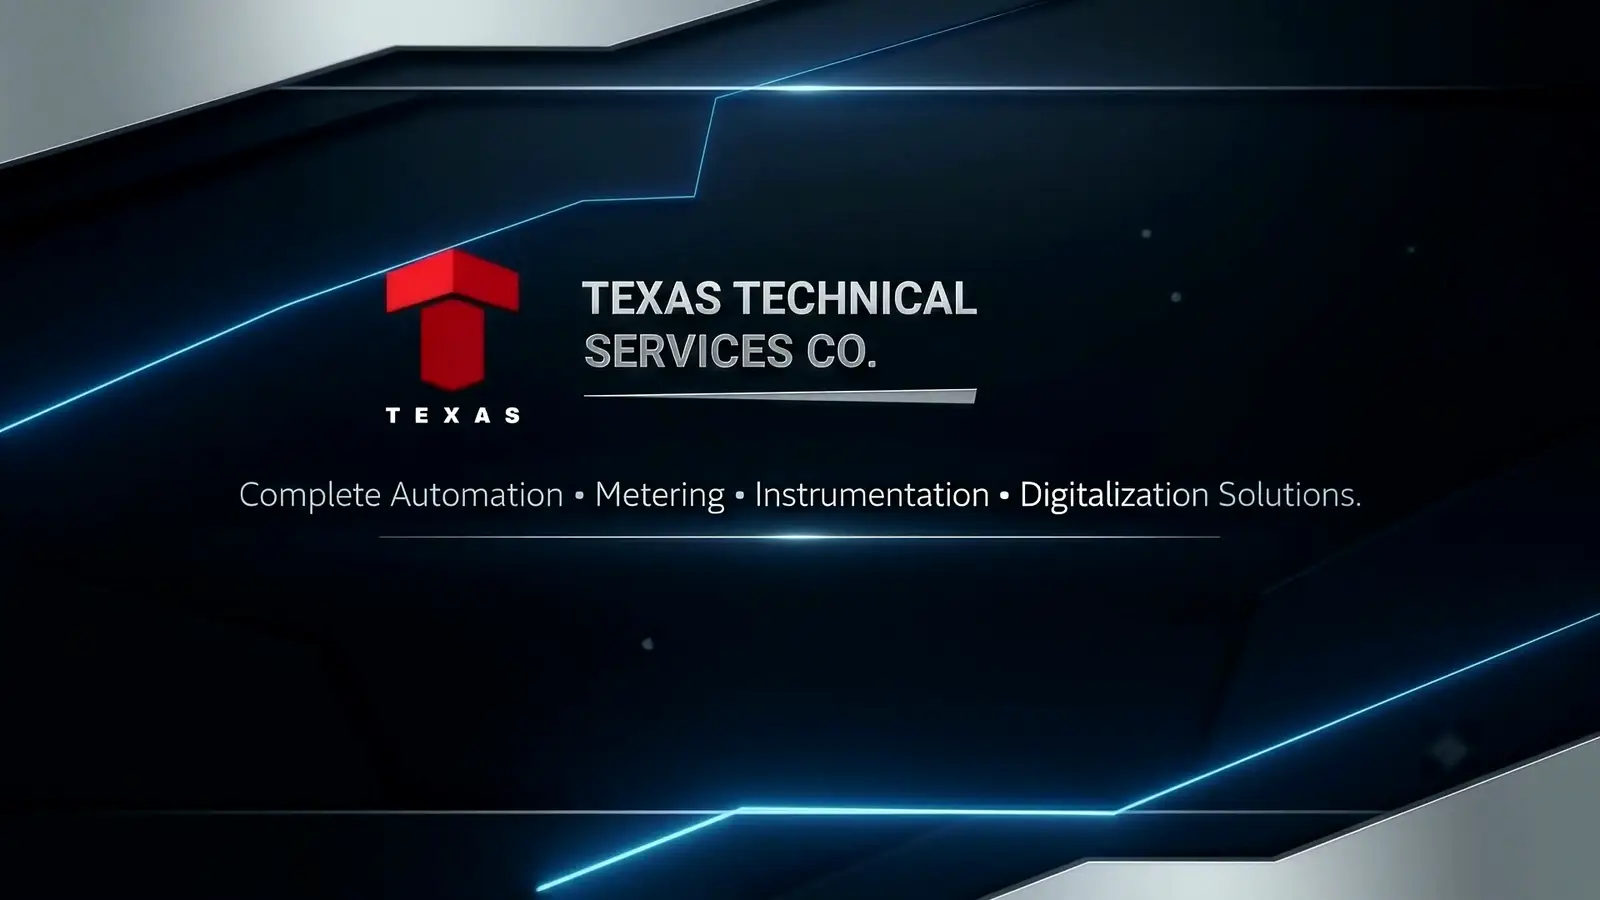 TEXAS
TEXAS TECHNICAL
SERVICES CO.
Complete Automation • Metering • Instrumentation • Digitalization Solutions.